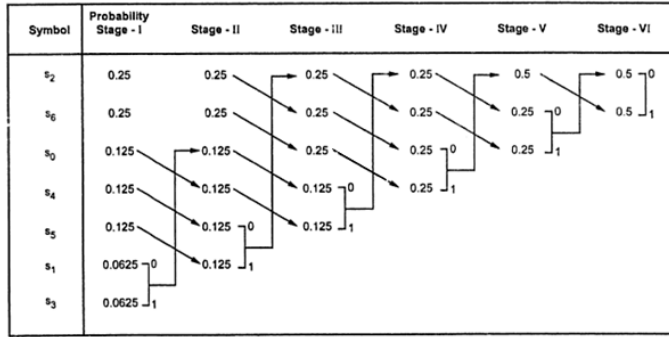 Symbol Probability Stage - I Stage - II Stage - III Stage - IV Stage - V Stage - VI
s2 0.25 0.25 0.25 0.25 0.5 0.5 0
s6 0.25 0.25 0.25 0.25 0.25 0 0.5 1
s0 0.125 0.125 0.25 0.25 0 0.25 1
s4 0.125 0.125 0.125 0 0.25 1
s5 0.125 0.125 0 0.125 1
s1 0.0625 0 0.125 1
s3 0.0625 1